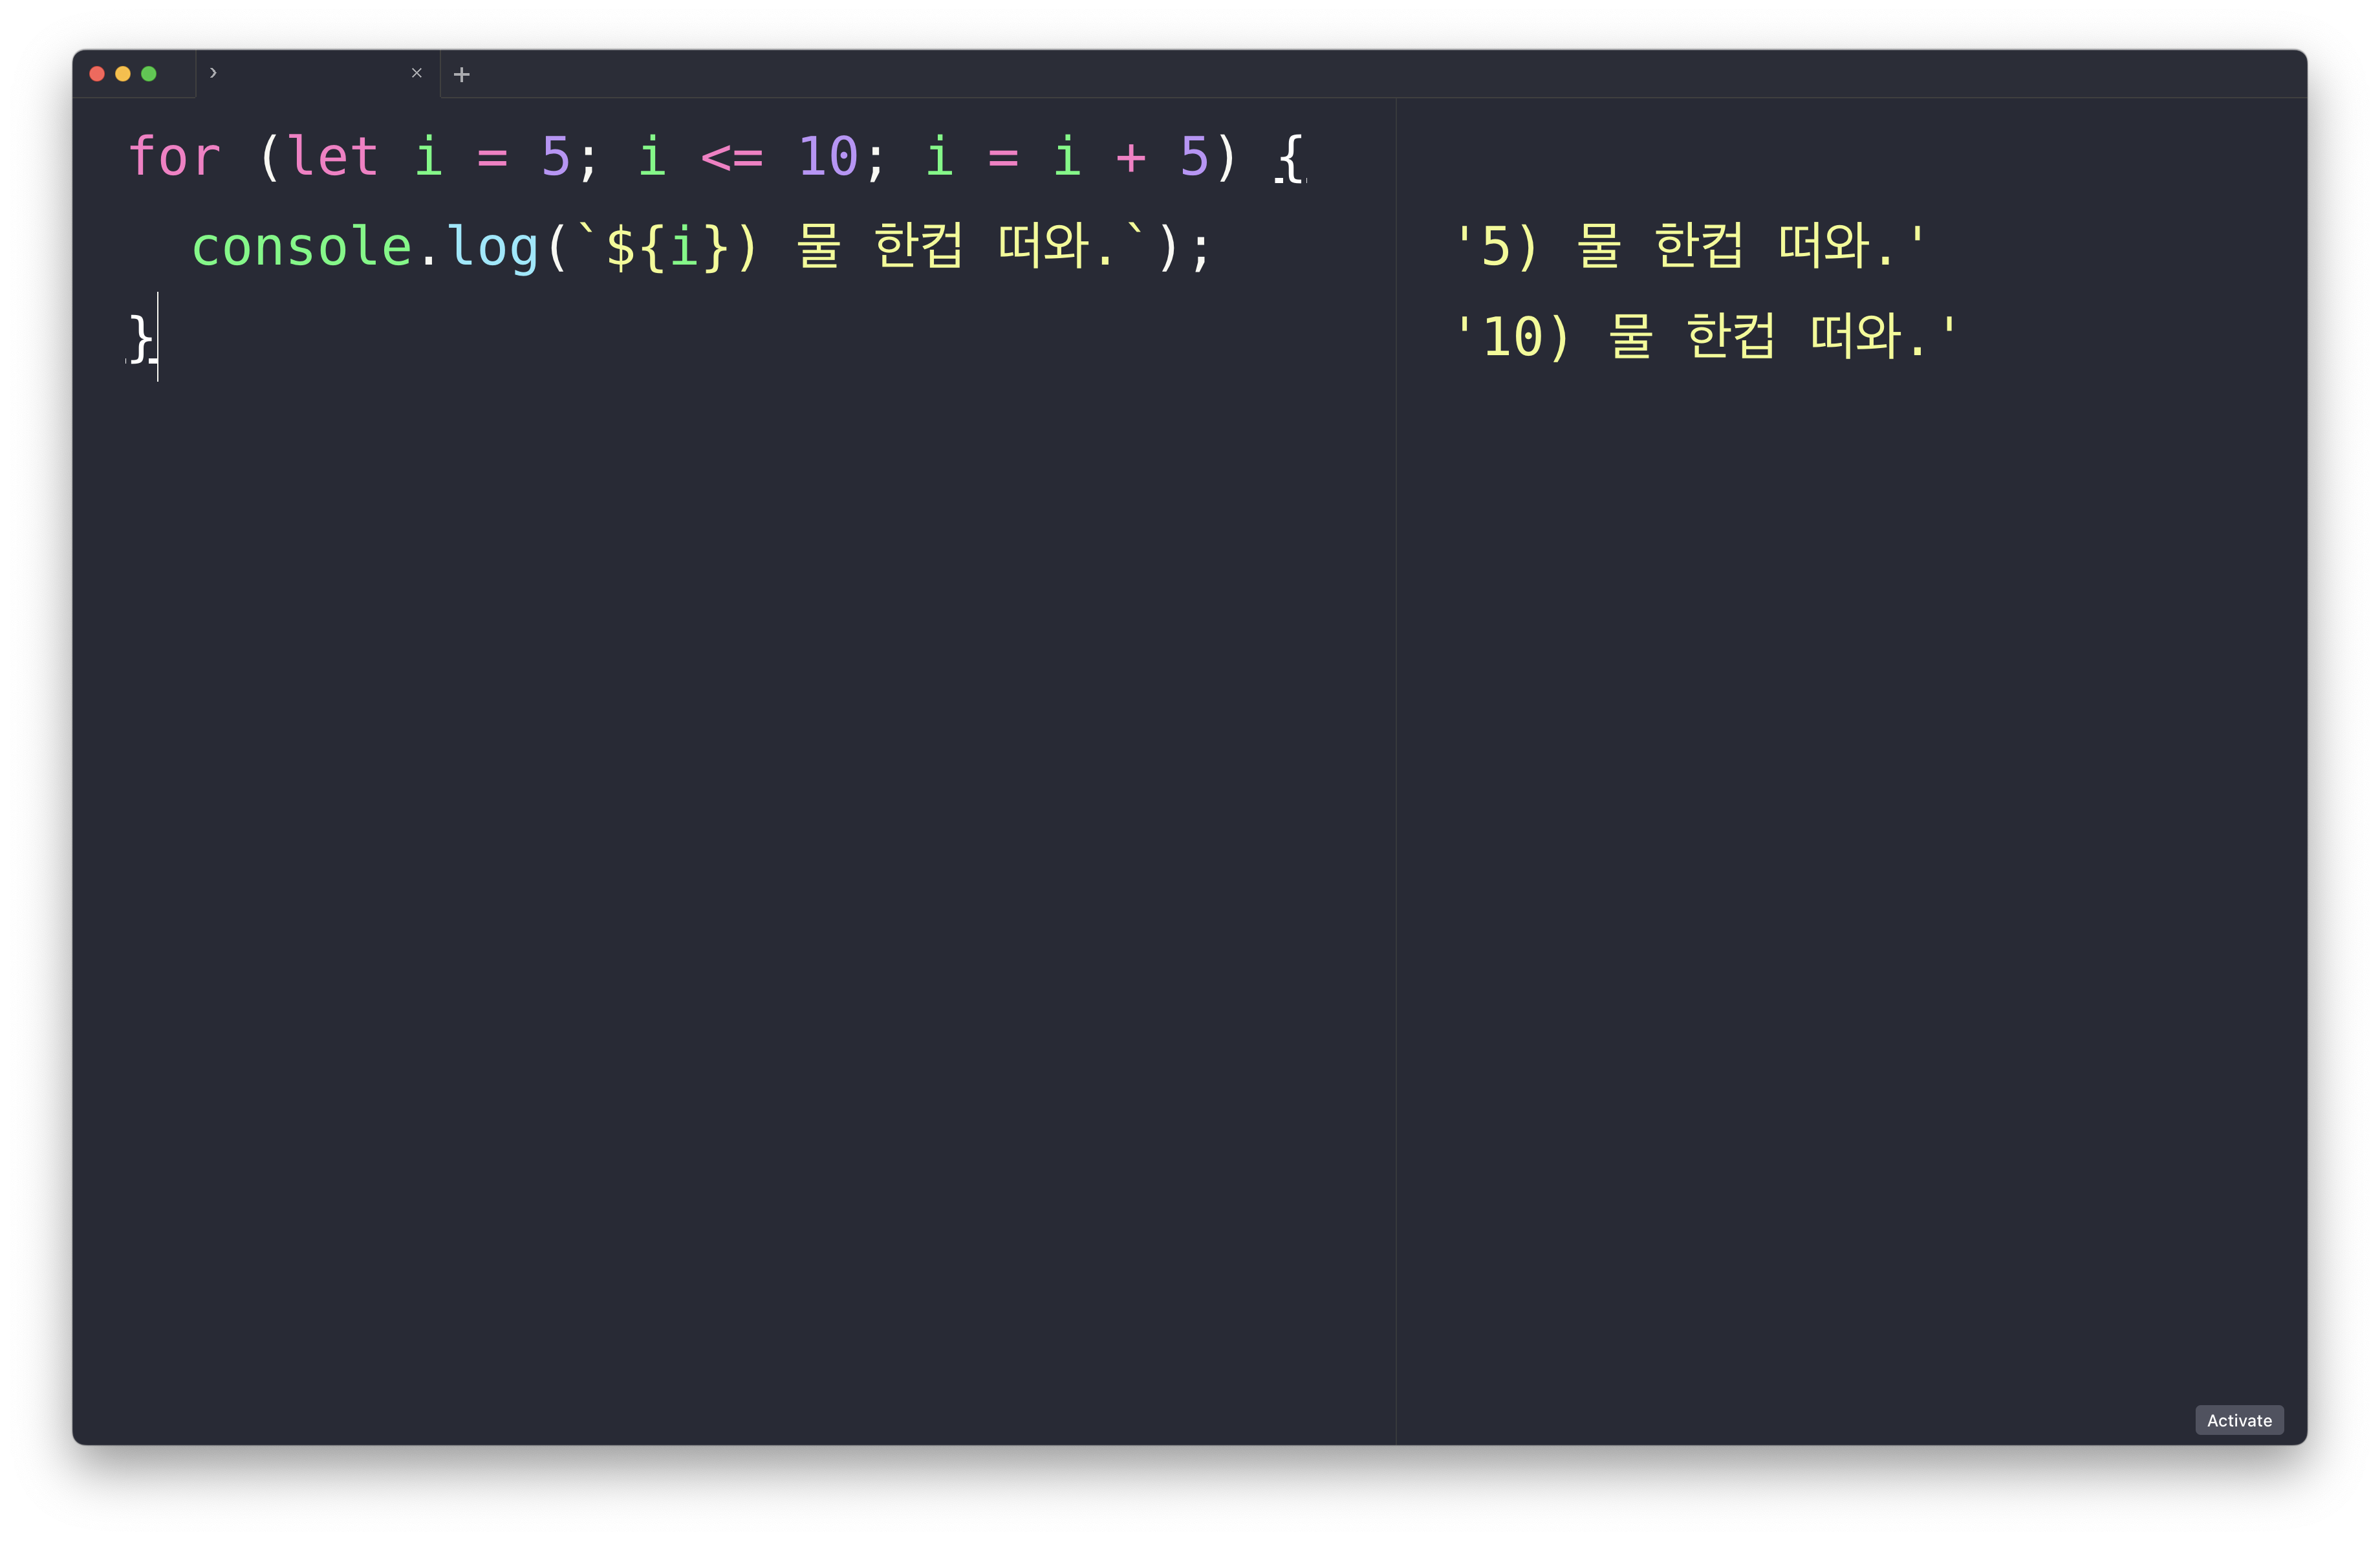 for (let i = 5; i <= 10; i = i + 5) {
  console.log(`${i}) 물 한컵 떠와.`);
}
'5) 물 한컵 떠와.'
'10) 물 한컵 떠와.'
Activate